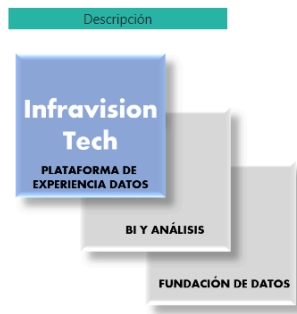 Descripción
Infravision
Tech
PLATAFORMA DE
EXPERIENCIA DATOS
BI Y ANÁLISIS
FUNDACIÓN DE DATOS